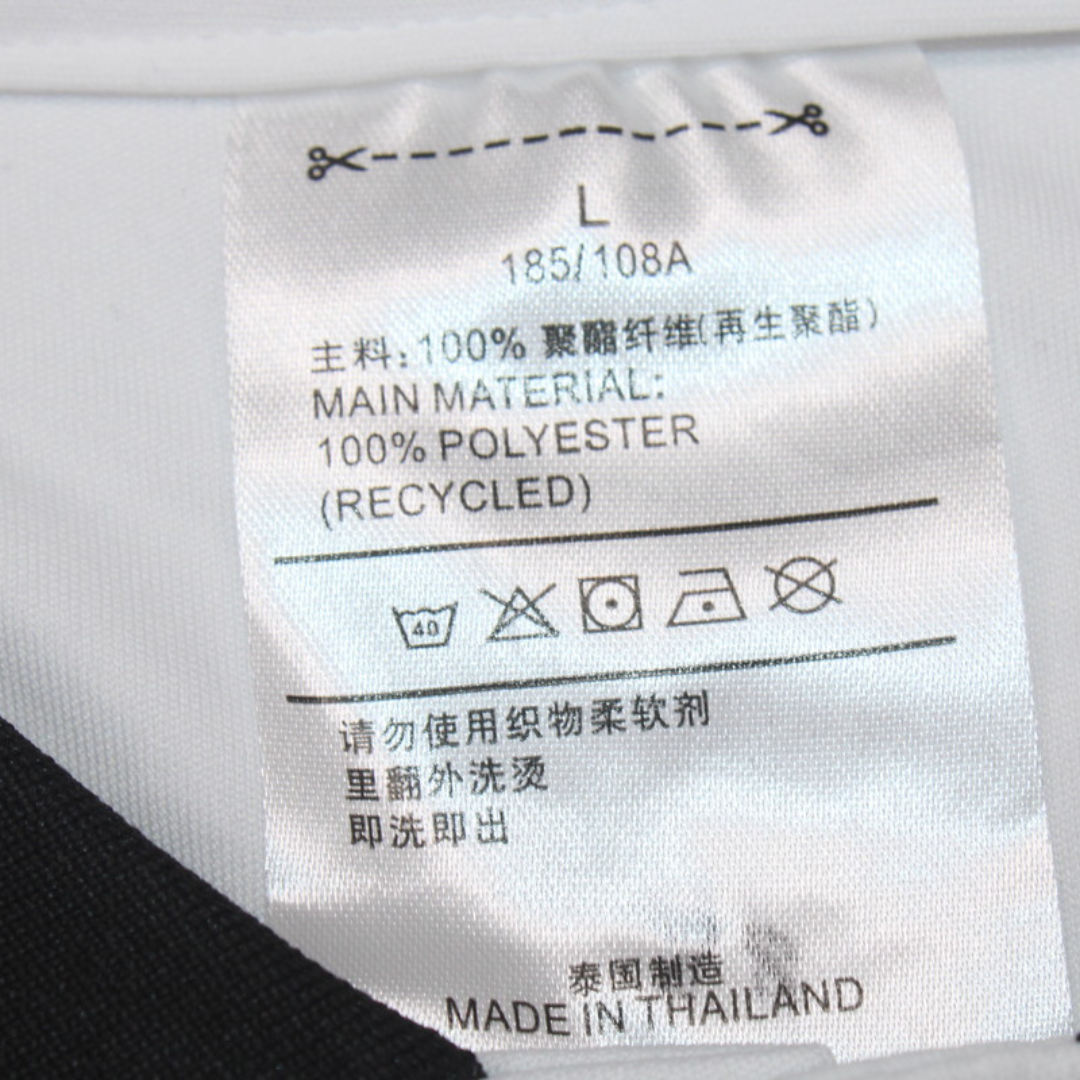 L
185/108A
主料:100% 聚酯纤维(再生聚酯)
MAIN MATERIAL:
100% POLYESTER
(RECYCLED)
40
请勿使用织物柔软剂
里翻外洗烫
即洗即出
泰国制造
MADE IN THAILAND